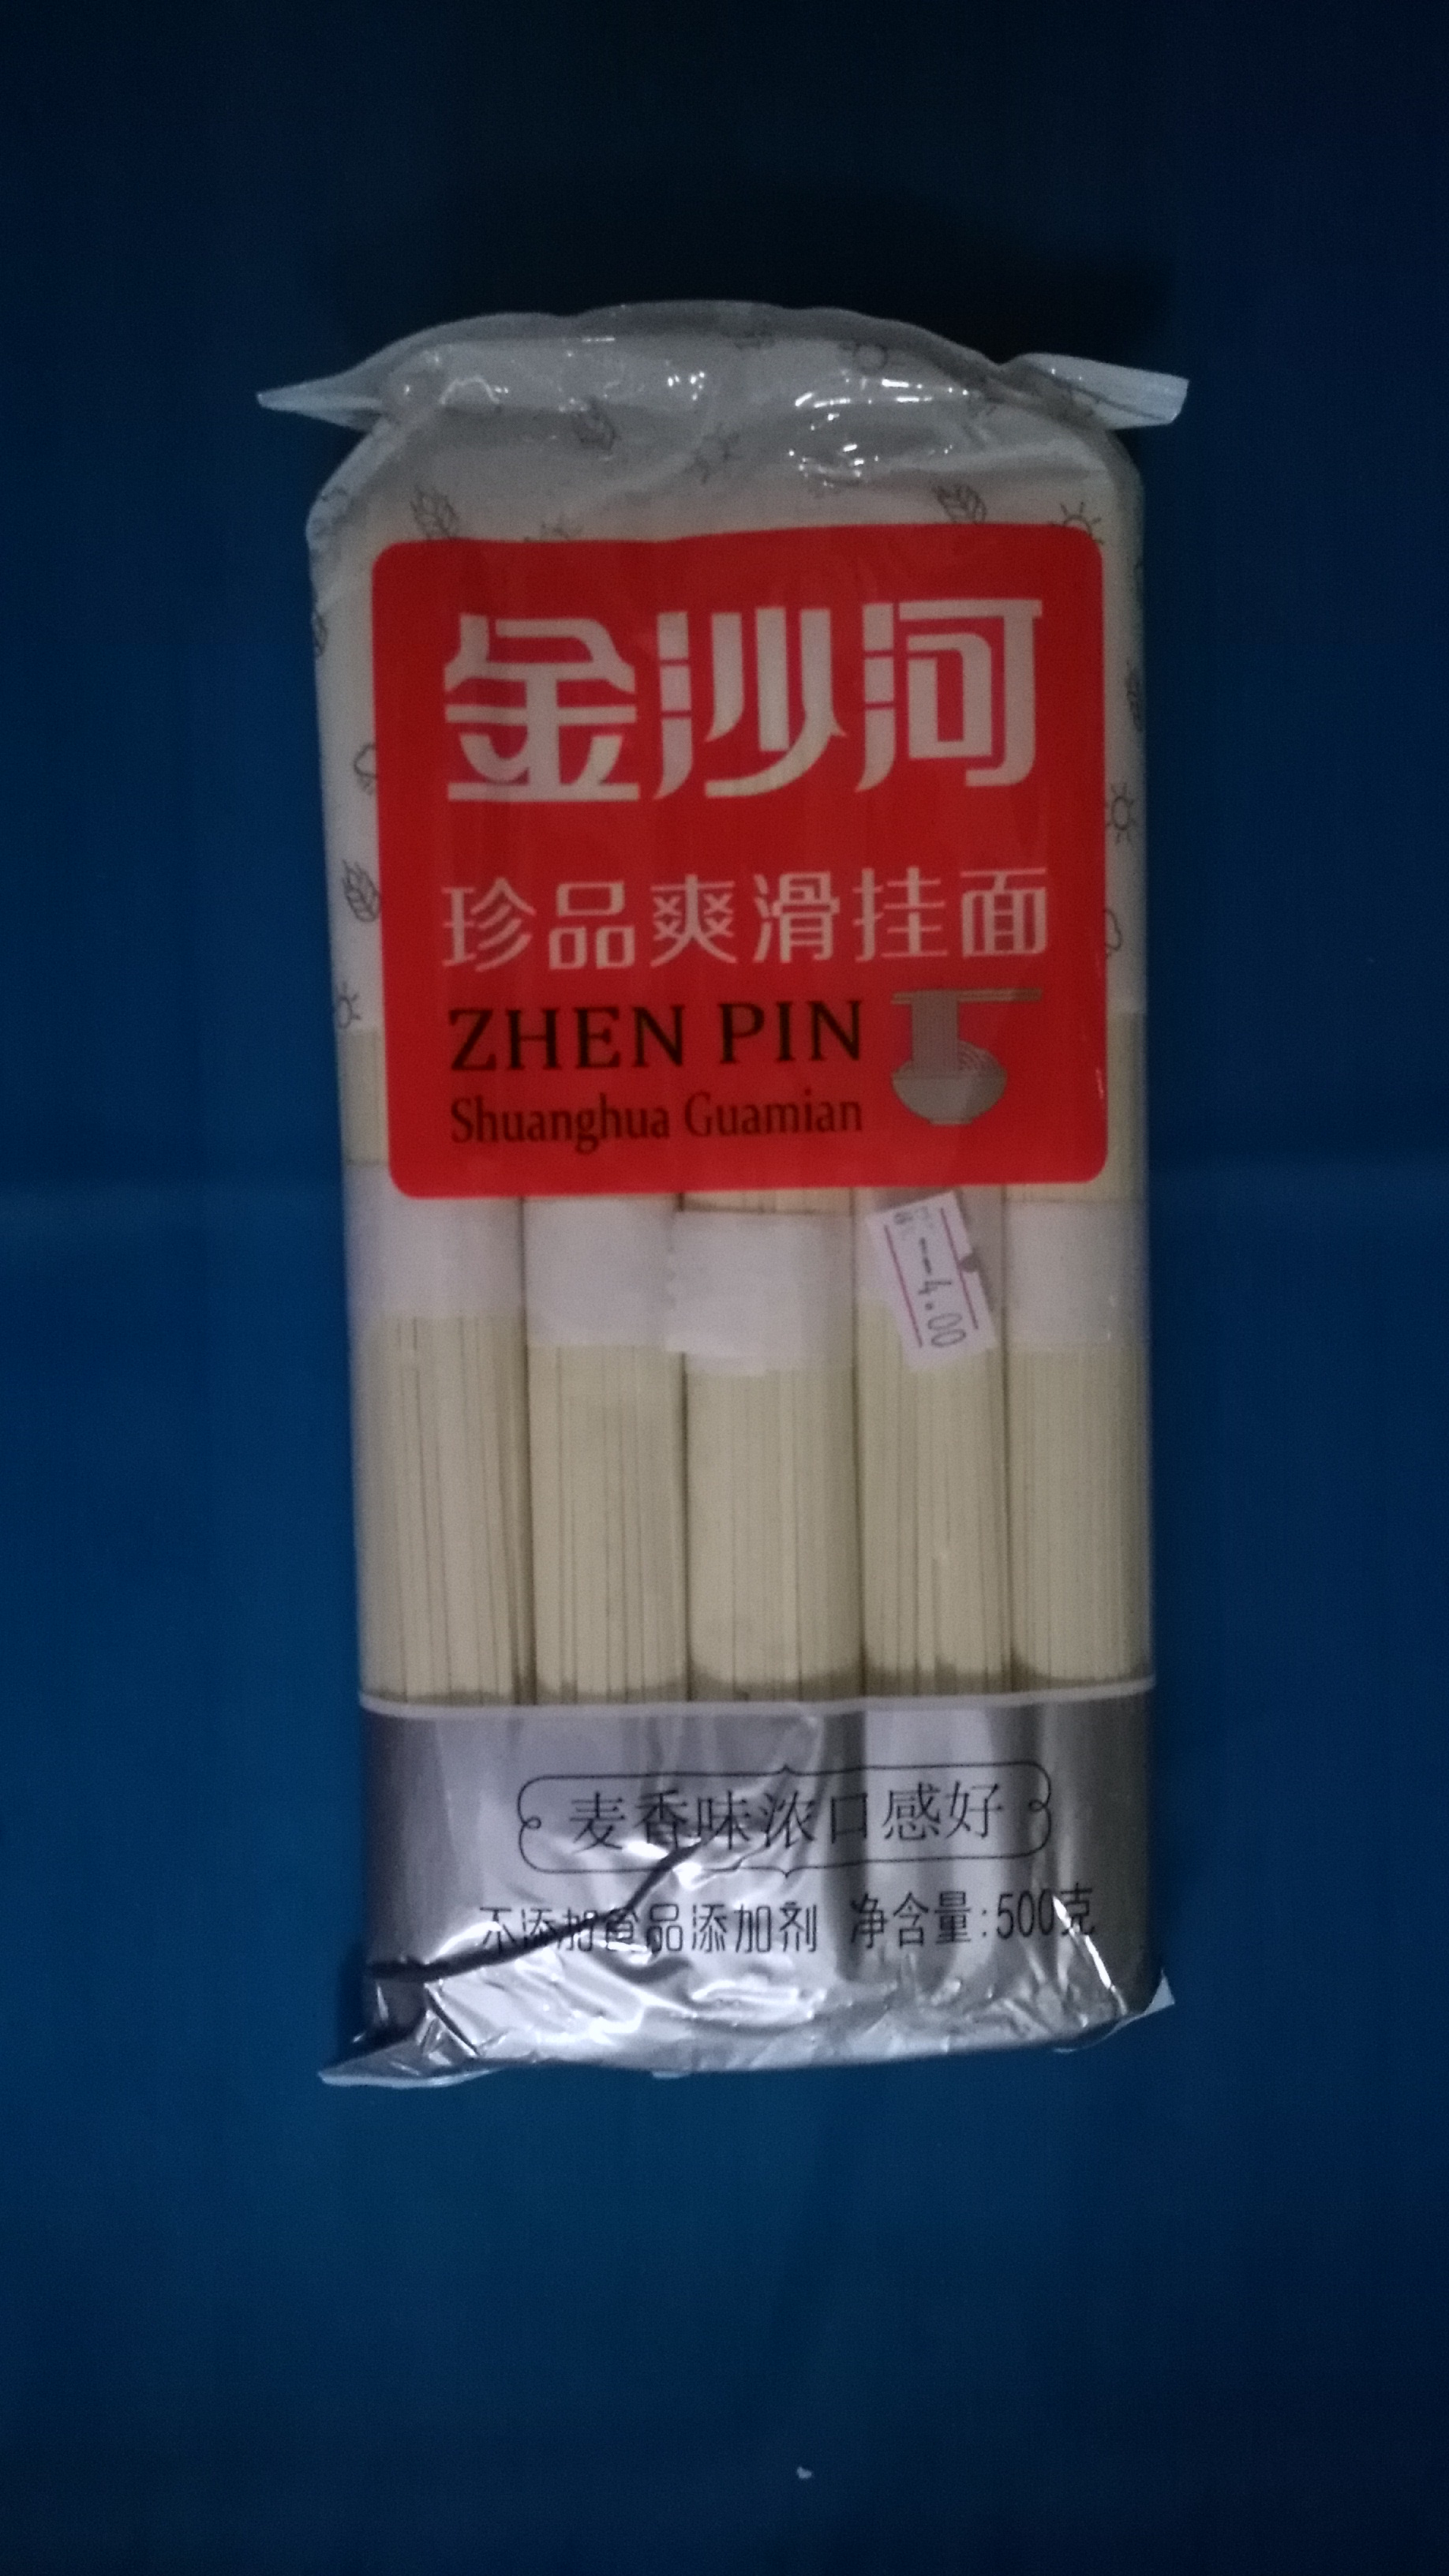 金沙河
珍品爽滑挂面
ZHEN PIN
Shuanghua Guamian
--4.00
麦香味浓口感好
不添加食品添加剂 净含量:500克